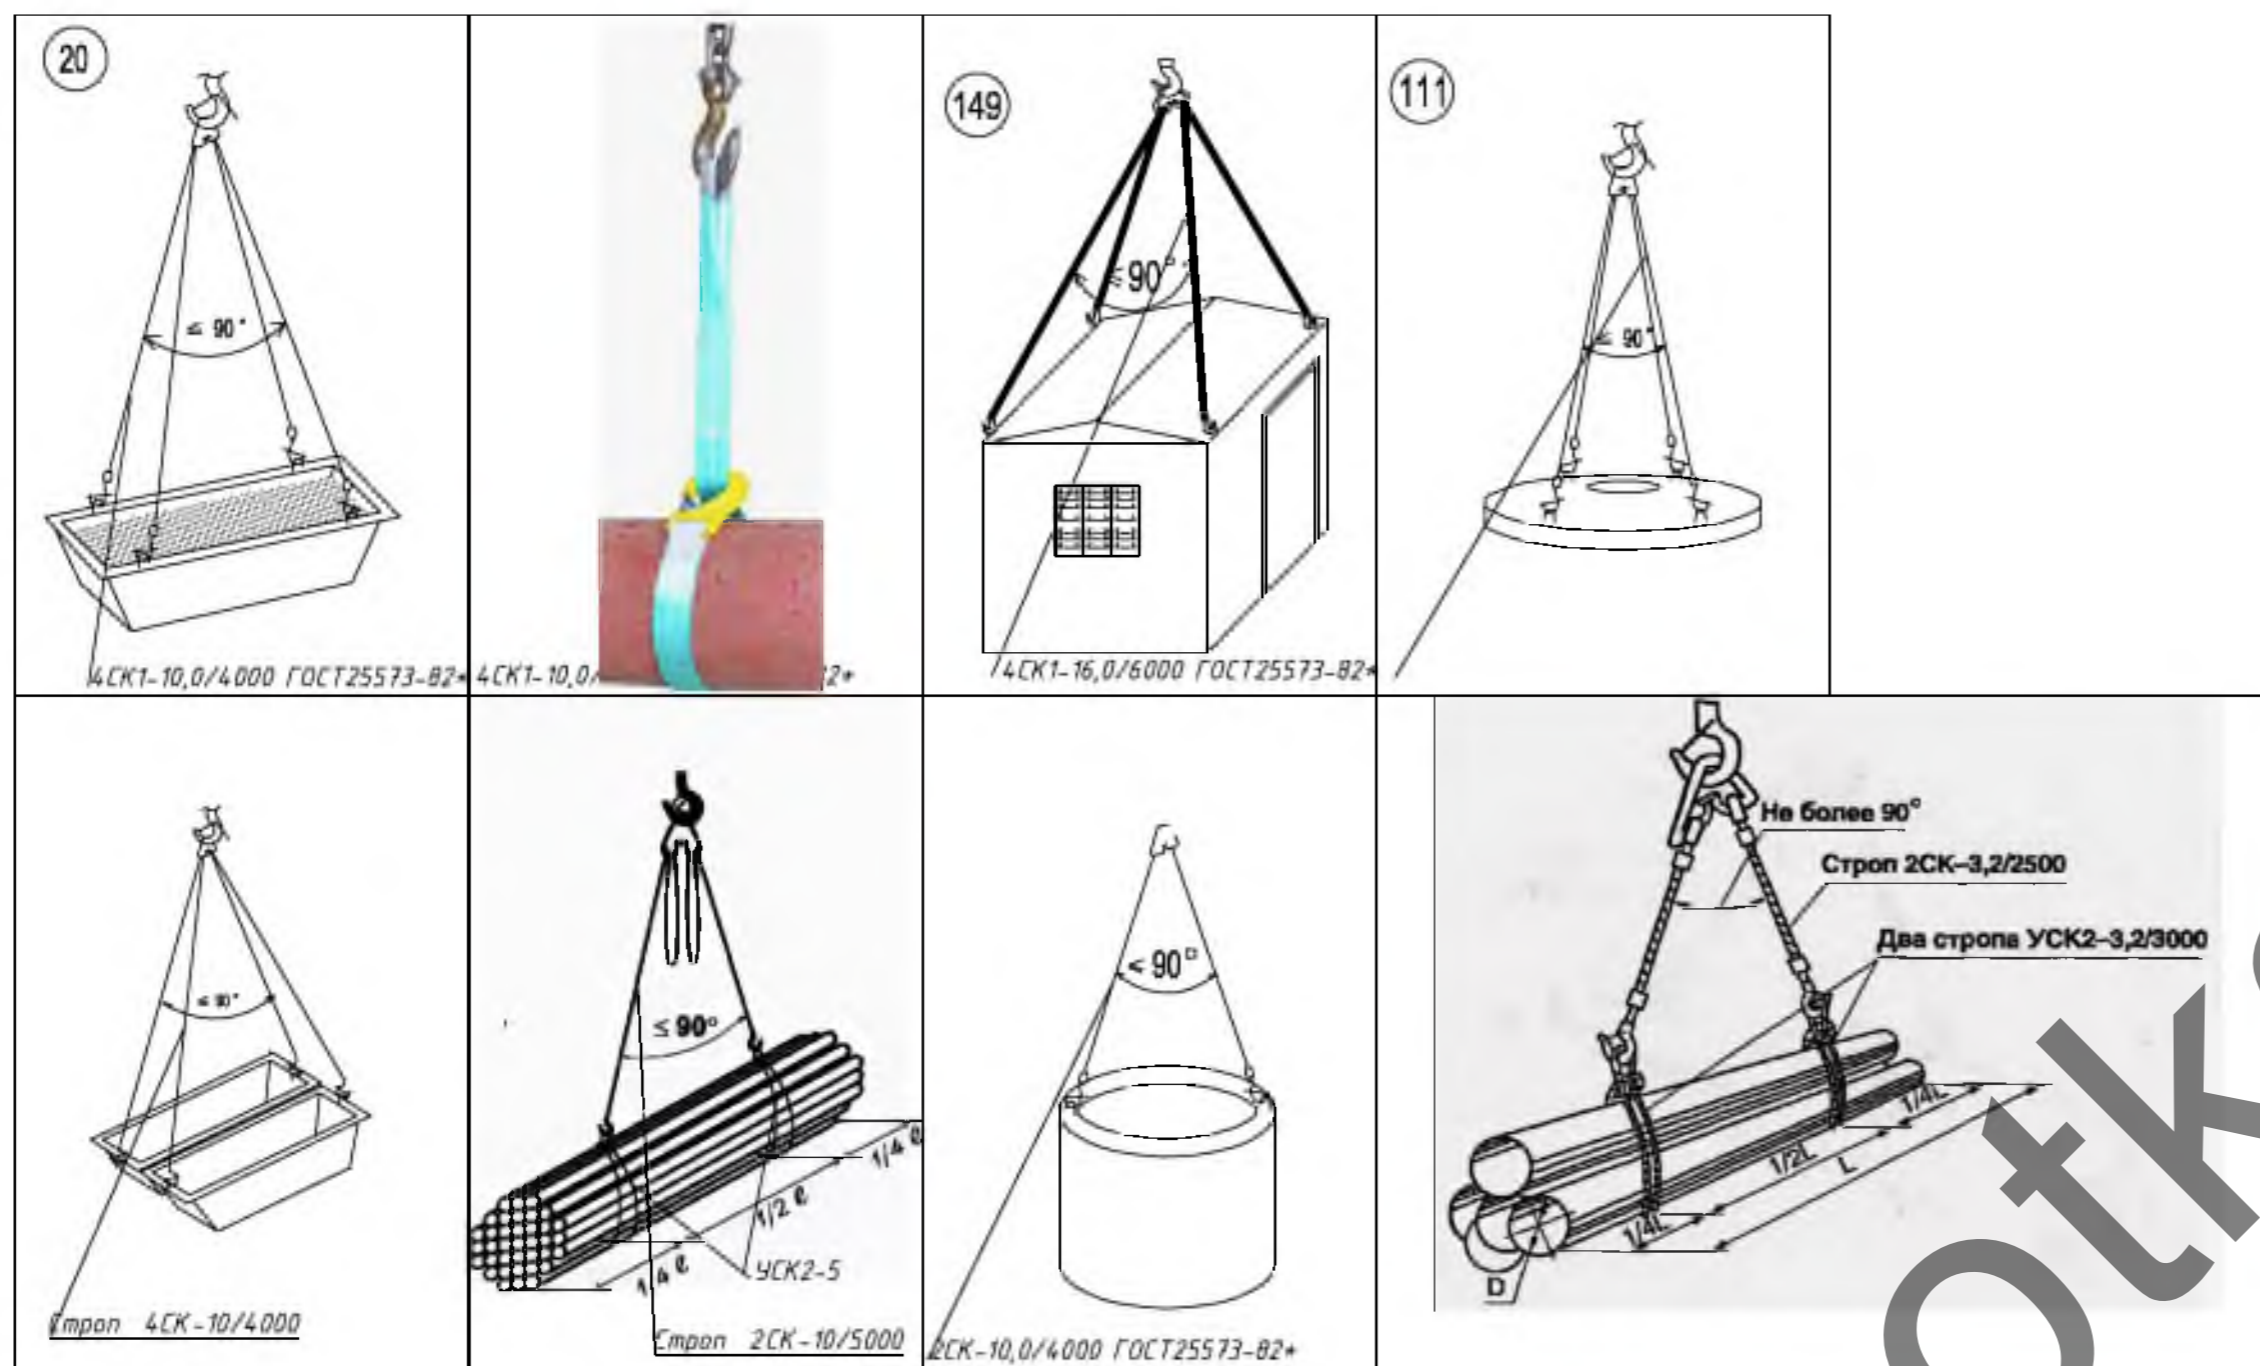 20
≤ 90°
4СК1-10,0/4000 ГОСТ25573-82*
4СК1-10,0/
2*
149
≤ 90°
4СК1-16,0/6000 ГОСТ25573-82*
111
≤ 90°
≤ 90°
Строп 4СК-10/4000
≤ 90°
1/4 ℓ
1/2 ℓ
1/4 ℓ
УСК2-5
Строп 2СК-10/5000
< 90°
2СК-10,0/4000 ГОСТ25573-82*
Не более 90°
Строп 2СК-3,2/2500
Два стропа УСК2-3,2/3000
1/4L
1/2L
L
1/4L
D
otk